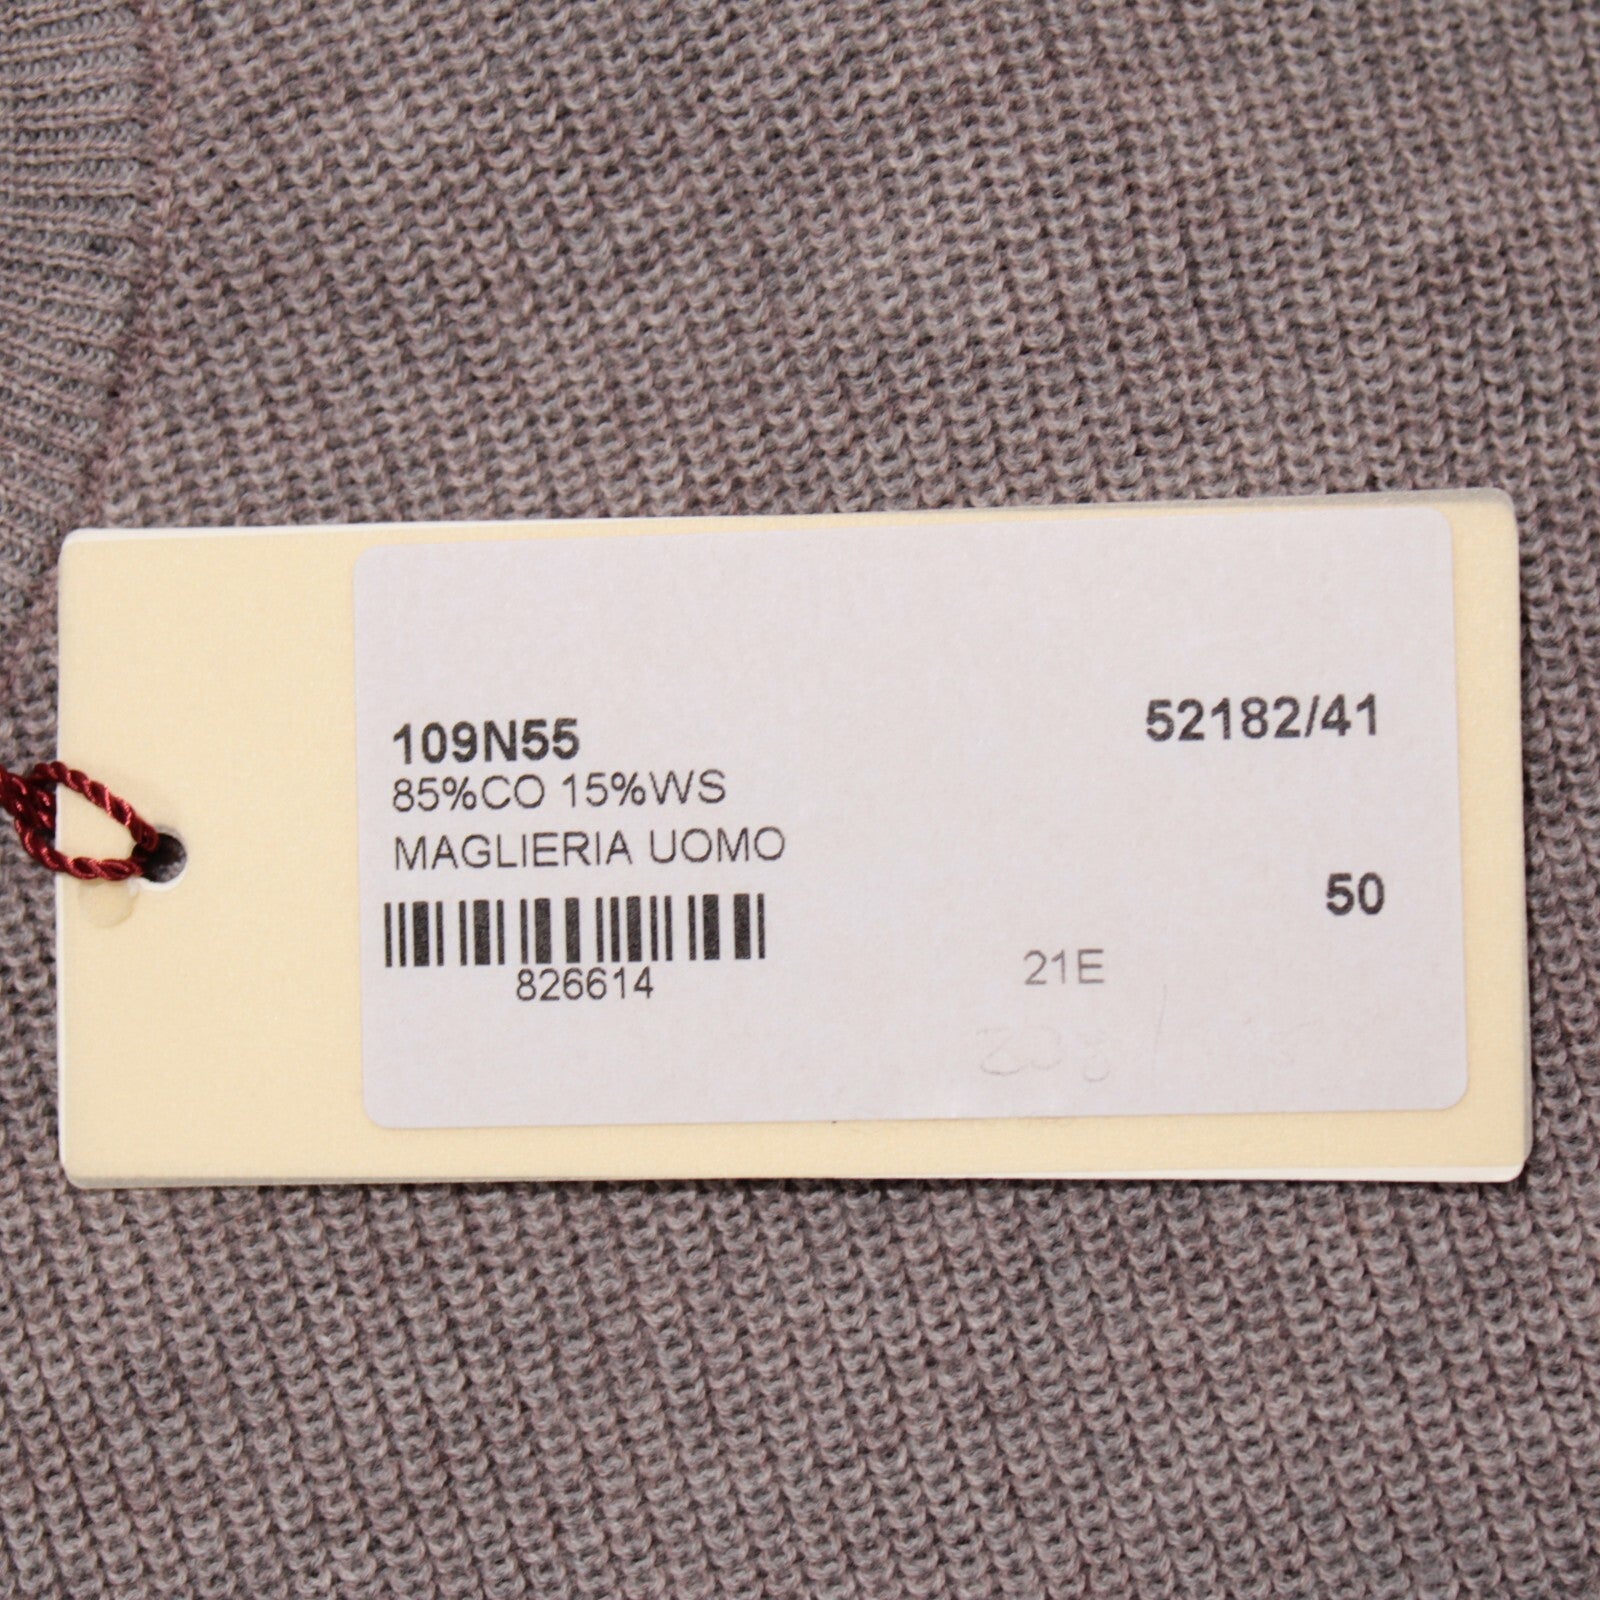 109N55
52182/41
85%CO 15%WS
MAGLIERIA UOMO
50
826614
21E